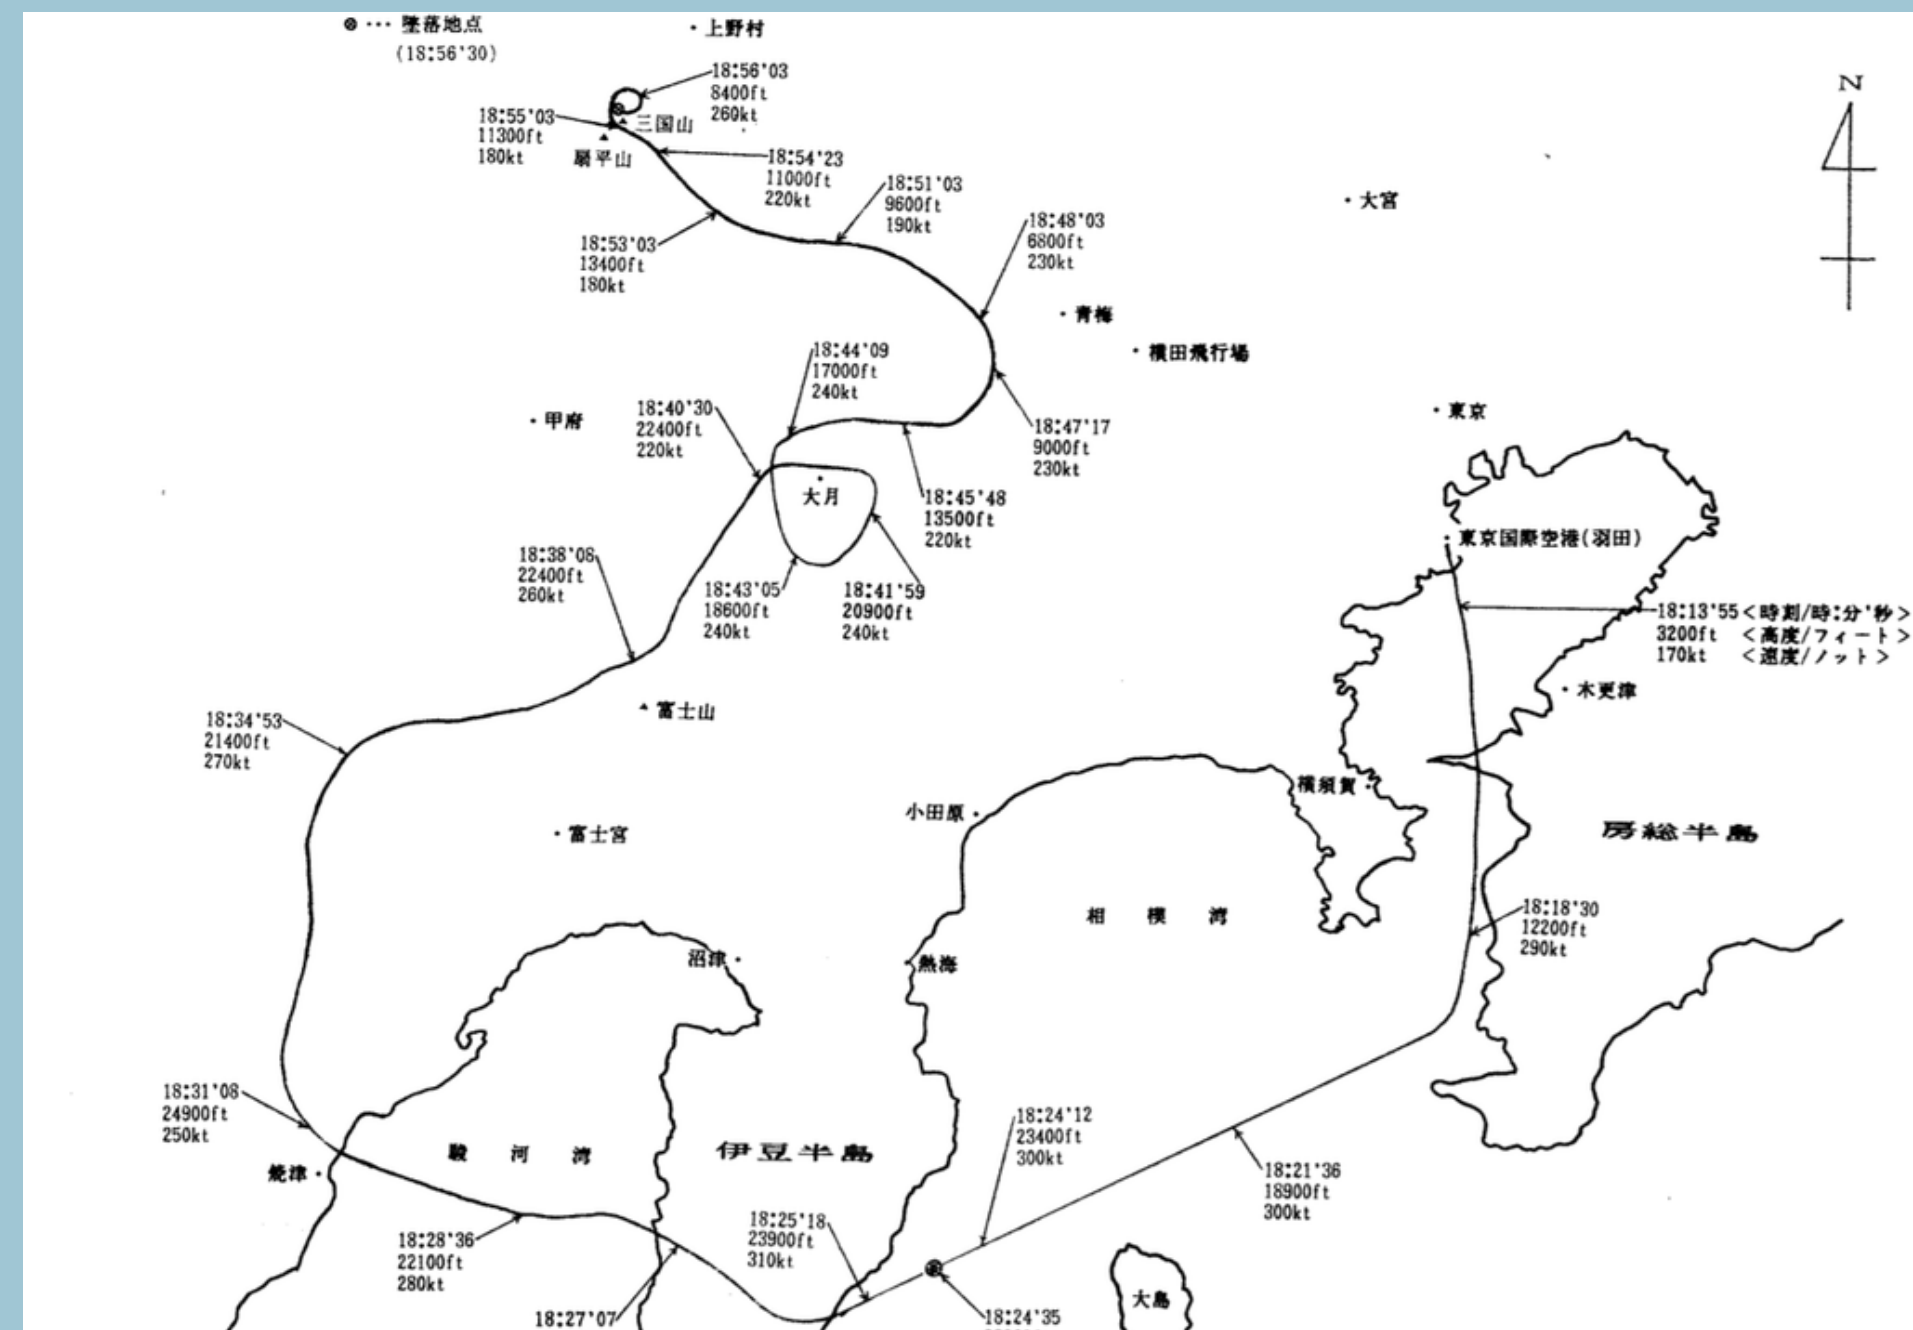 ⊗ ··· 墜落地点
(18:56'30)
・上野村
18:56'03
8400ft
260kt
18:55'03
11300ft
180kt
三国山
扇平山
18:54'23
11000ft
220kt
18:51'03
9600ft
190kt
・大宮
18:53'03
13400ft
180kt
18:48'03
6800ft
230kt
N
・青梅
・横田飛行場
18:44'09
17000ft
240kt
18:40'30
22400ft
220kt
・甲府
18:47'17
9000ft
230kt
・東京
大月
18:45'48
13500ft
220kt
東京国際空港(羽田)
18:38'08
22400ft
260kt
18:43'05
18600ft
240kt
18:41'59
20900ft
240kt
18:13'55 <時刻/時:分'秒>
3200ft <高度/フィート>
170kt <速度/ノット>
・木更津
富士山
18:34'53
21400ft
270kt
横須賀・
小田原・
・富士宮
房総半島
相 模 湾
18:18'30
12200ft
290kt
沼津・
熱海
18:31'08
24900ft
250kt
駿 河 湾
伊豆半島
18:24'12
23400ft
300kt
焼津・
18:21'36
18900ft
300kt
18:25'18
23900ft
310kt
18:28'36
22100ft
280kt
大島
18:27'07
18:24'35